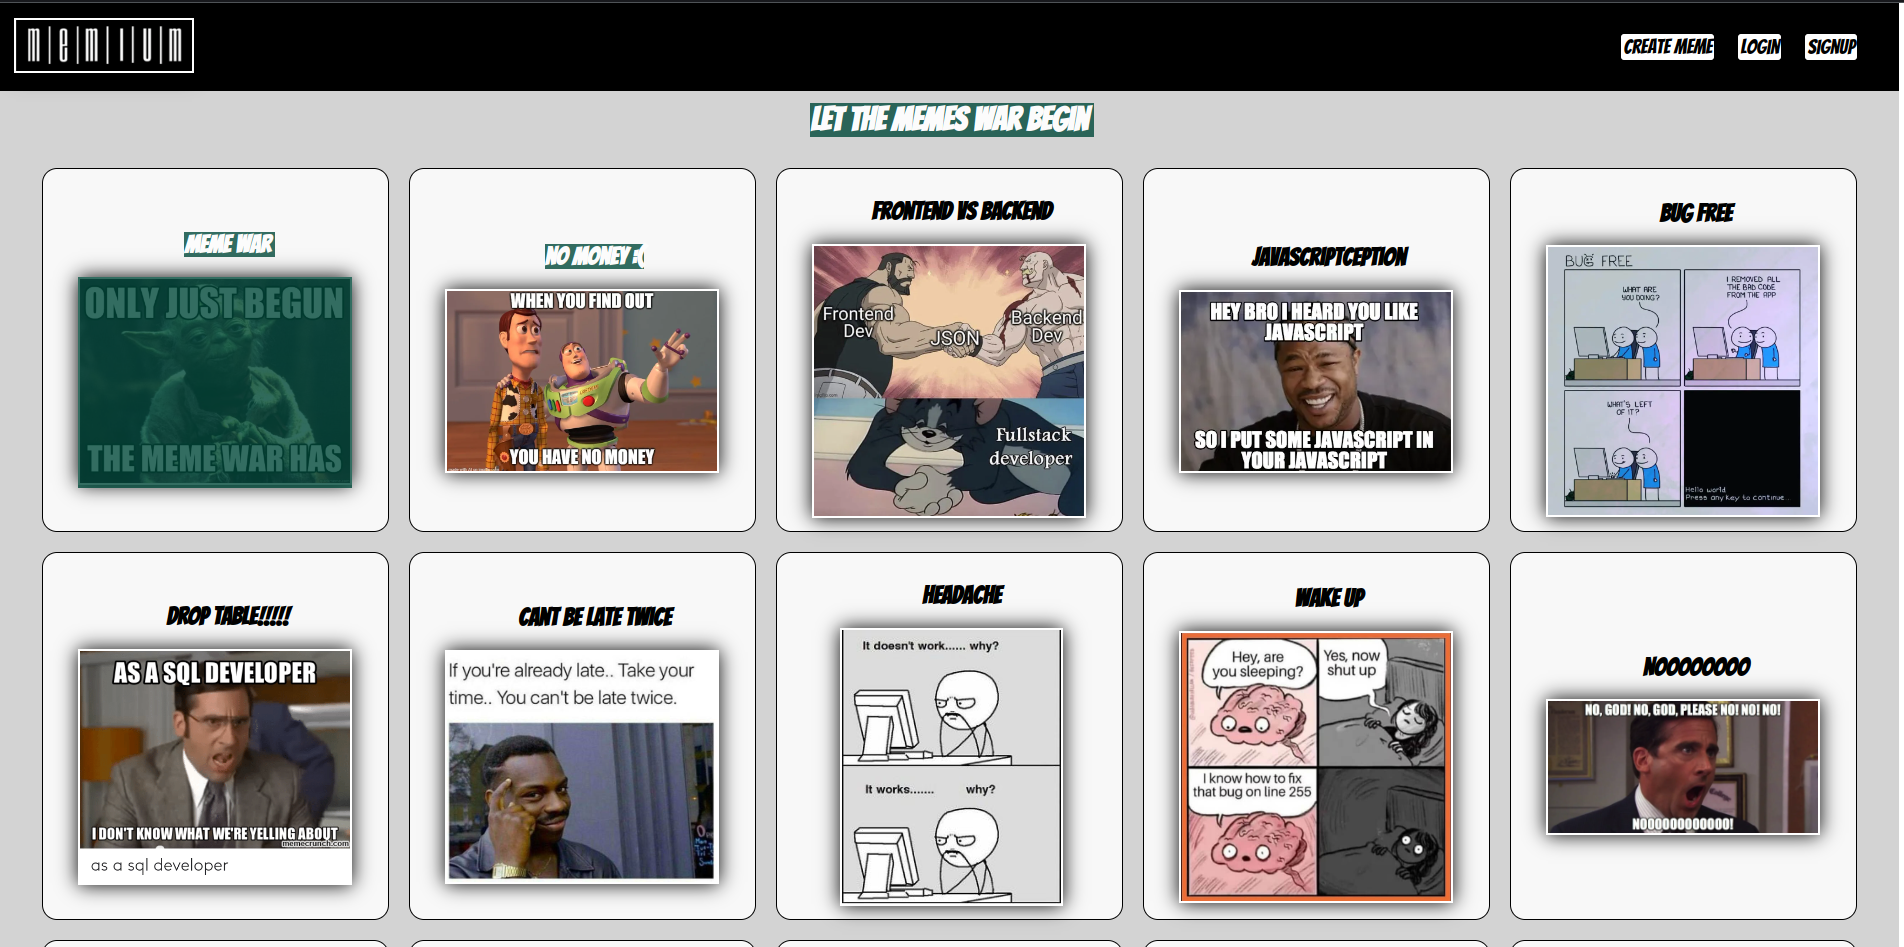 m|e|m|i|u|m
CREATE MEME
LOGIN
SIGNUP
LET THE MEMES WAR BEGIN
MEME WAR
ONLY JUST BEGUN
THE MEME WAR HAS
NO MONEY :(
WHEN YOU FIND OUT
YOU HAVE NO MONEY
FRONTEND VS BACKEND
Frontend
Dev
JSON
Backend
Dev
Fullstack
developer
JAVASCRIPTCEPTION
HEY BRO I HEARD YOU LIKE
JAVASCRIPT
SO I PUT SOME JAVASCRIPT IN
YOUR JAVASCRIPT
BUG FREE
BUG FREE
WHAT ARE
YOU DOING?
I REMOVED ALL
THE BAD CODE
FROM THE APP
WHAT'S LEFT
OF IT?
Hello world
Press any key to continue...
DROP TABLE!!!!!
AS A SQL DEVELOPER
I DON'T KNOW WHAT WE'RE YELLING ABOUT
memecrunch.com
as a sql developer
CANT BE LATE TWICE
If you're already late.. Take your
time.. You can't be late twice.
HEADACHE
It doesn't work...... why?
It works....... why?
WAKE UP
Hey, are
you sleeping?
Yes, now
shut up
I know how to fix
that bug on line 255
NOOOOOOOO
NO, GOD! NO, GOD, PLEASE NO! NO! NO!
NOOOOOOOOOOOO!